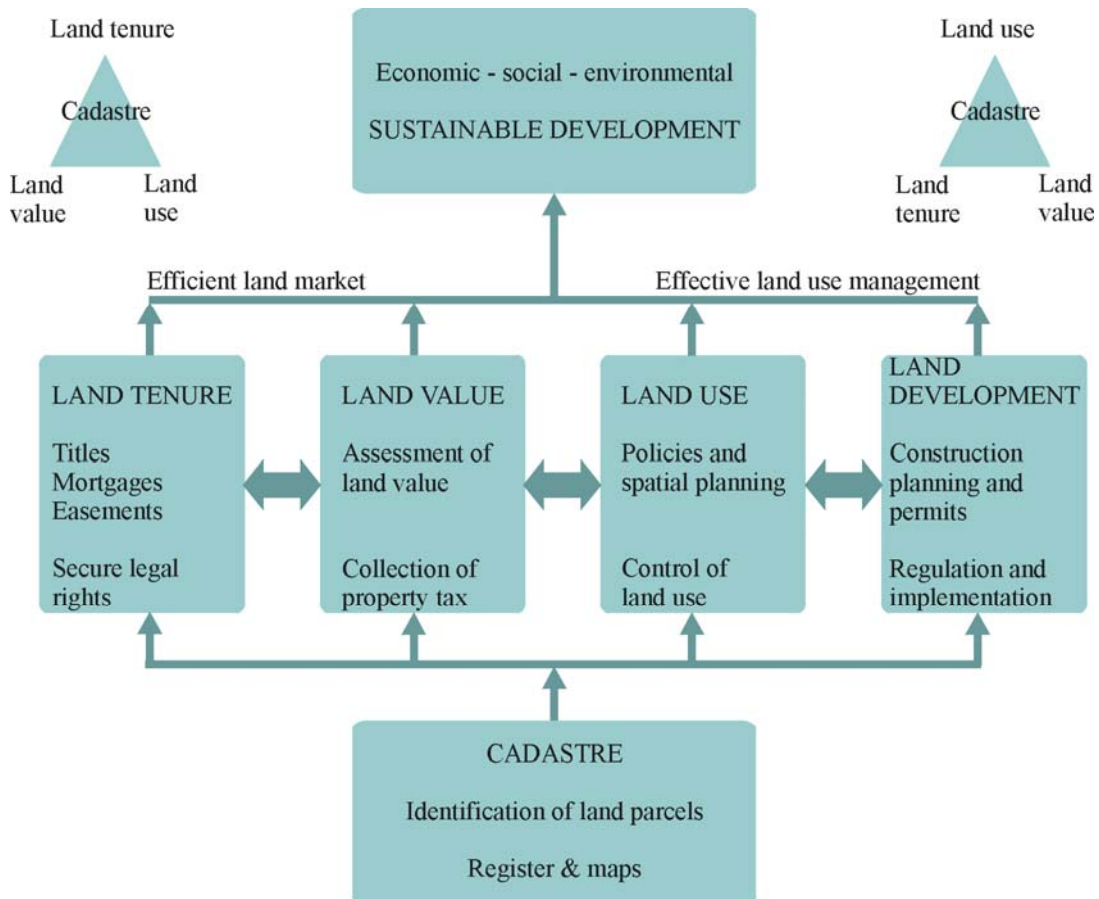 Land tenure
Cadastre
Land
value
Land
use
Economic - social - environmental
SUSTAINABLE DEVELOPMENT
Land use
Cadastre
Land
tenure
Land
value
Efficient land market
Effective land use management
LAND TENURE
Titles
Mortgages
Easements
Secure legal
rights
LAND VALUE
Assessment of
land value
Collection of
property tax
LAND USE
Policies and
spatial planning
Control of
land use
LAND
DEVELOPMENT
Construction
planning and
permits
Regulation and
implementation
CADASTRE
Identification of land parcels
Register & maps